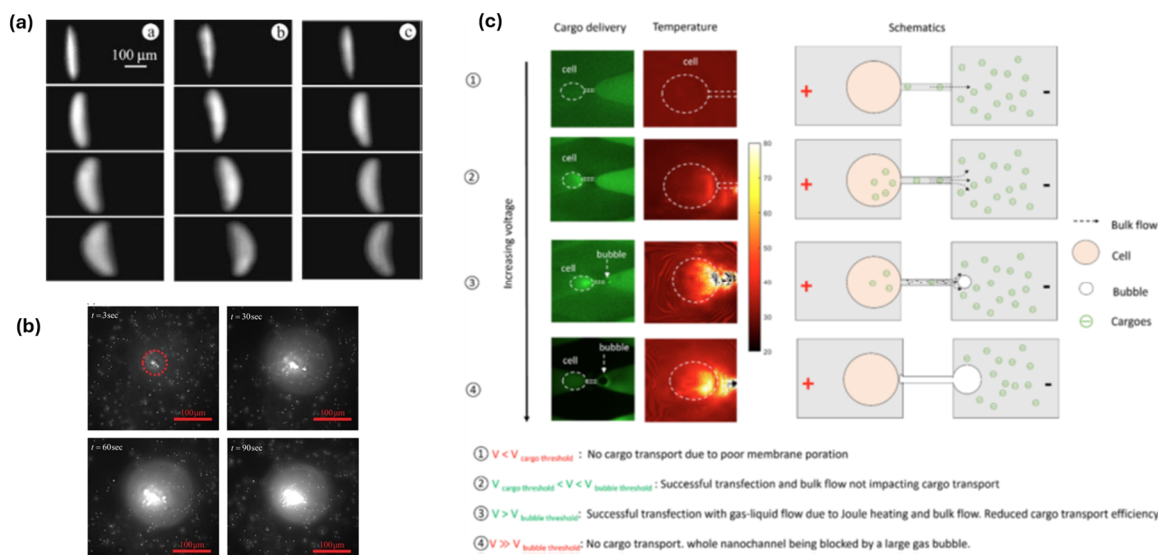 (a)
a
b
c
100 µm
(b)
t=3sec
t=30sec
100µm
100µm
t=60sec
t=90sec
100µm
100µm
(c)
Cargo delivery
Temperature
Schematics
Increasing voltage
①
cell
cell
+
-
②
cell
+
-
③
bubble
cell
+
-
④
bubble
cell
+
-
80
70
60
50
40
30
20
Bulk flow
Cell
Bubble
Cargoes
① V < V cargo threshold : No cargo transport due to poor membrane poration
② V cargo threshold < V < V bubble threshold : Successful transfection and bulk flow not impacting cargo transport
③ V > V bubble threshold : Successful transfection with gas-liquid flow due to Joule heating and bulk flow. Reduced cargo transport efficiency
④ V ≫ V bubble threshold : No cargo transport. whole nanochannel being blocked by a large gas bubble.